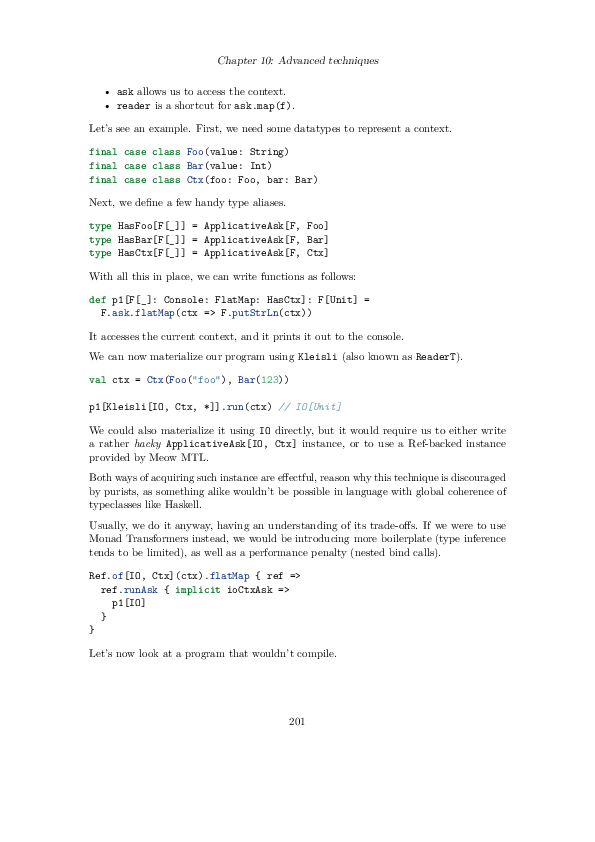 Chapter 10: Advanced techniques
• ask allows us to access the context.
• reader is a shortcut for ask.map(f).
Let's see an example. First, we need some datatypes to represent a context.
final case class Foo(value: String)
final case class Bar(value: Int)
final case class Ctx(foo: Foo, bar: Bar)
Next, we define a few handy type aliases.
type HasFoo[F[_]] = ApplicativeAsk[F, Foo]
type HasBar[F[_]] = ApplicativeAsk[F, Bar]
type HasCtx[F[_]] = ApplicativeAsk[F, Ctx]
With all this in place, we can write functions as follows:
def p1[F[_]: Console: FlatMap: HasCtx]: F[Unit] =
  F.ask.flatMap(ctx => F.putStrLn(ctx))
It accesses the current context, and it prints it out to the console.
We can now materialize our program using Kleisli (also known as ReaderT).
val ctx = Ctx(Foo("foo"), Bar(123))
p1[Kleisli[IO, Ctx, *]].run(ctx) // IO[Unit]
We could also materialize it using IO directly, but it would require us to either write
a rather hacky ApplicativeAsk[IO, Ctx] instance, or to use a Ref-backed instance
provided by Meow MTL.
Both ways of acquiring such instance are effectful, reason why this technique is discouraged
by purists, as something alike wouldn't be possible in language with global coherence of
typeclasses like Haskell.
Usually, we do it anyway, having an understanding of its trade-offs. If we were to use
Monad Transformers instead, we would be introducing more boilerplate (type inference
tends to be limited), as well as a performance penalty (nested bind calls).
Ref.of[IO, Ctx](ctx).flatMap { ref =>
  ref.runAsk { implicit ioCtxAsk =>
    p1[IO]
  }
}
Let's now look at a program that wouldn't compile.
201